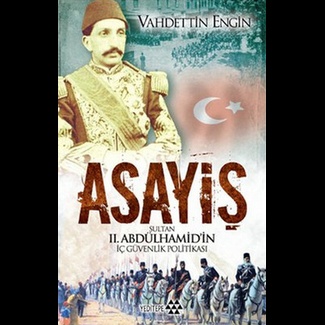 VAHDETTİN ENGİN
ASAYİŞ
SULTAN
II. ABDÜLHAMİD'İN
İÇ GÜVENLİK POLİTİKASI
YEDİTEPE